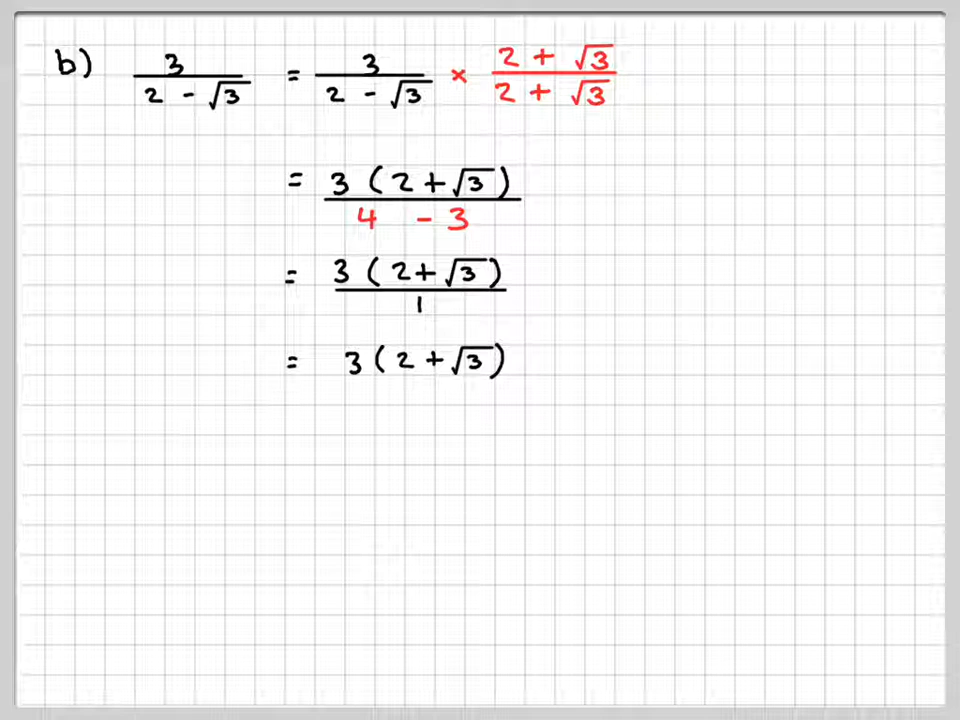 b) 3/(2 - √3) = 3/(2 - √3) × (2 + √3)/(2 + √3)
= 3 (2 + √3)/(4 - 3)
= 3 (2 + √3)/1
= 3 (2 + √3)